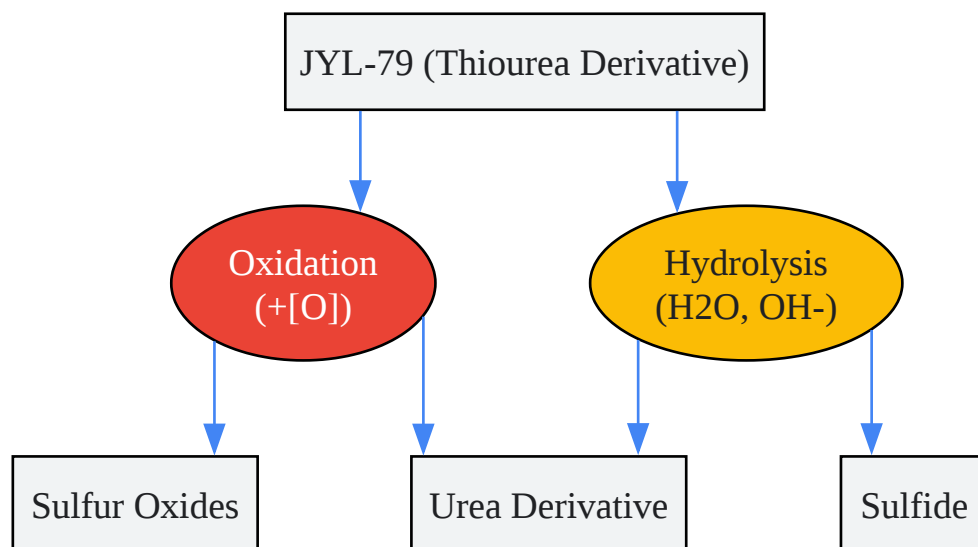 JYL-79 (Thiourea Derivative)
Oxidation
(+[O])
Hydrolysis
(H2O, OH-)
Sulfur Oxides
Urea Derivative
Sulfide